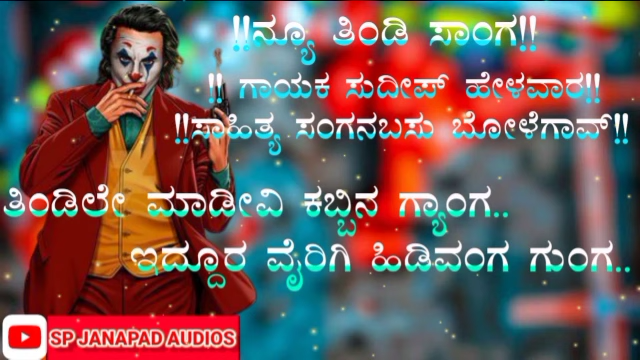 !!ನ್ಯೂ ತಿಂಡಿ ಸಾಂಗ!!
!! ಗಾಯಕ ಸುದೀಪ್ ಹೇಳವಾರ!!
!!ಸಾಹಿತ್ಯ ಸಂಗನಬಸು ಬೋಳೆಗಾವ್!!
ತಿಂಡಿಲೇ ಮಾಡೀವಿ ಕಬ್ಬಿನ ಗ್ಯಾಂಗ..
ಇದ್ದೂರ ವೈರಿಗಿ ಹಿಡಿವಂಗ ಗುಂಗ..
SP JANAPAD AUDIOS